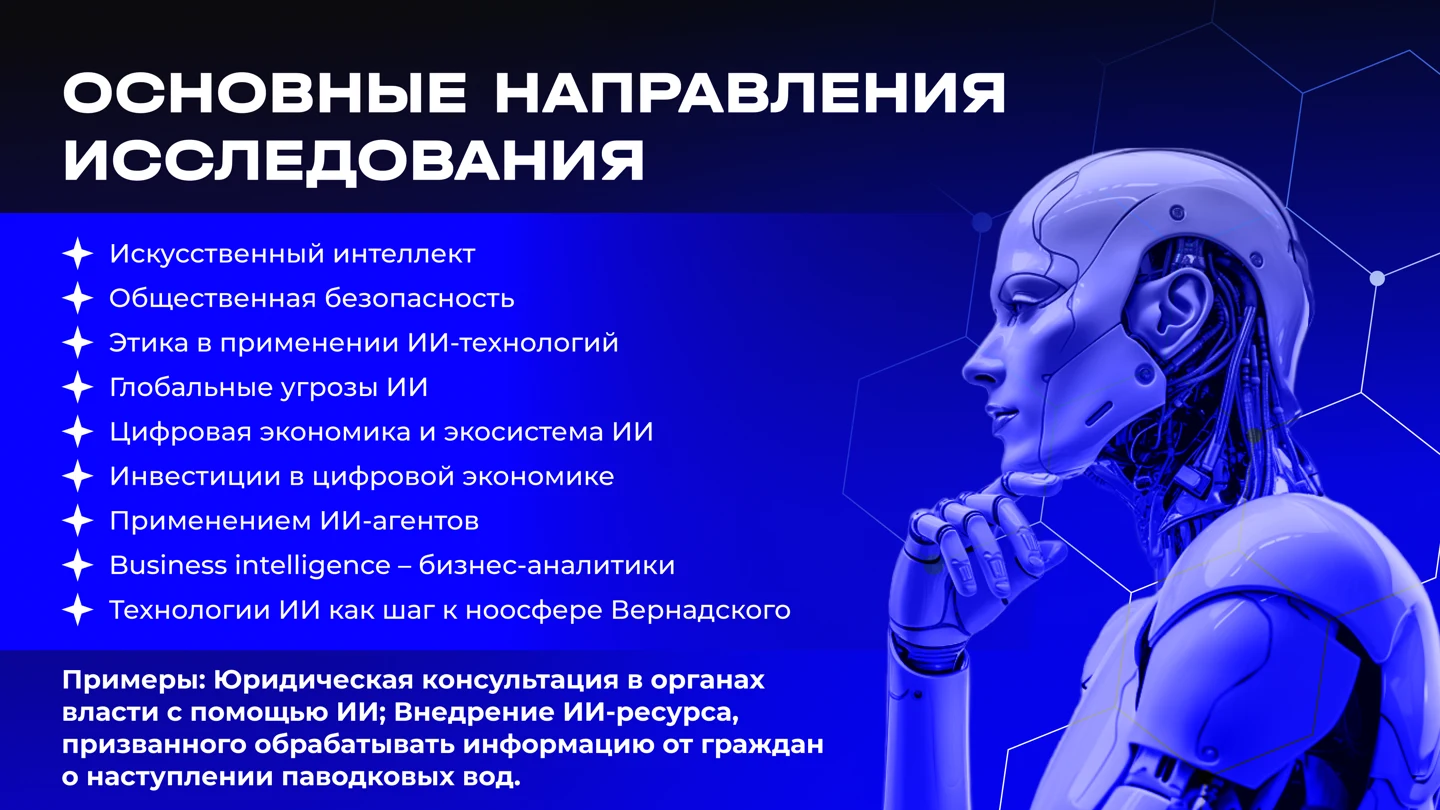 ОСНОВНЫЕ НАПРАВЛЕНИЯ
ИССЛЕДОВАНИЯ
Искусственный интеллект
Общественная безопасность
Этика в применении ИИ-технологий
Глобальные угрозы ИИ
Цифровая экономика и экосистема ИИ
Инвестиции в цифровой экономике
Применением ИИ-агентов
Business intelligence – бизнес-аналитики
Технологии ИИ как шаг к ноосфере Вернадского
Примеры: Юридическая консультация в органах
власти с помощью ИИ; Внедрение ИИ-ресурса,
призванного обрабатывать информацию от граждан
о наступлении паводковых вод.